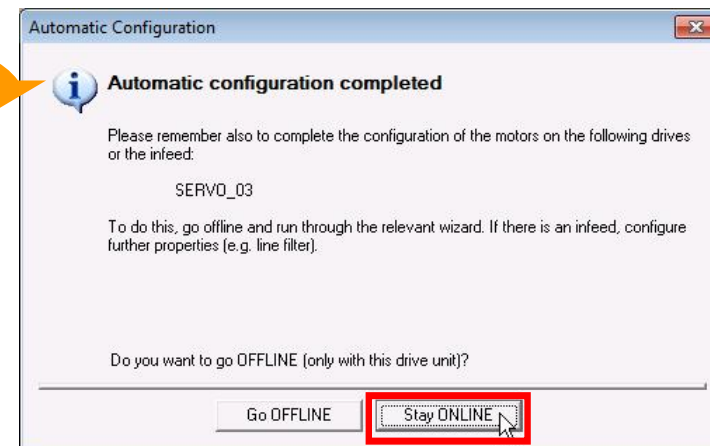 Automatic Configuration
Automatic configuration completed
Please remember also to complete the configuration of the motors on the following drives
or the infeed:
SERVO_03
To do this, go offline and run through the relevant wizard. If there is an infeed, configure
further properties (e.g. line filter).
Do you want to go OFFLINE (only with this drive unit)?
Go OFFLINE
Stay ONLINE